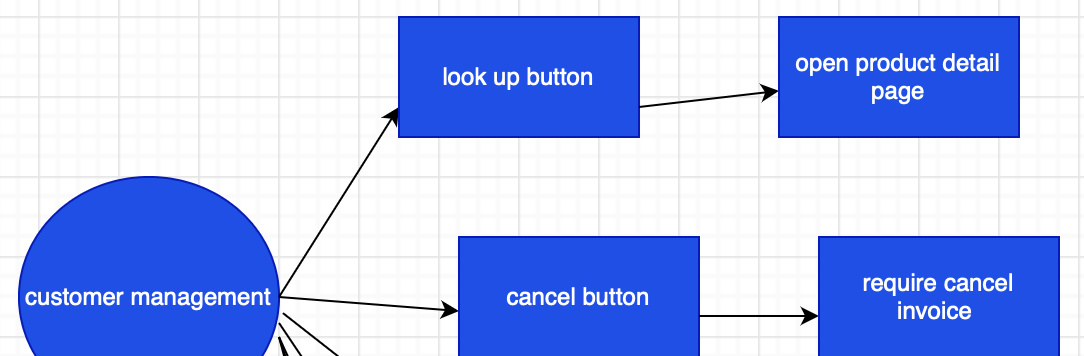 look up button
open product detail
page
customer management
cancel button
require cancel
invoice